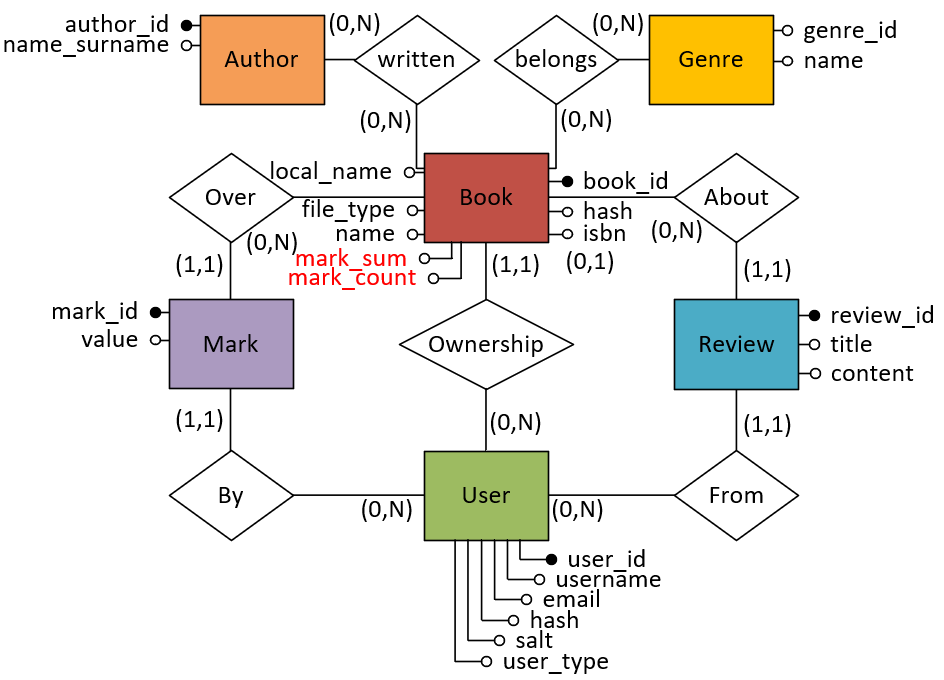 author_id
name_surname
Author
(0,N)
written
(0,N)
belongs
(0,N)
Genre
genre_id
name
(0,N)
Over
(0,N)
(1,1)
local_name
file_type
name
mark_sum
mark_count
Book
book_id
hash
isbn
(0,1)
(1,1)
About
(0,N)
(1,1)
mark_id
value
Mark
(1,1)
Ownership
(0,N)
Review
review_id
title
content
(1,1)
By
(0,N)
User
(0,N)
From
user_id
username
email
hash
salt
user_type